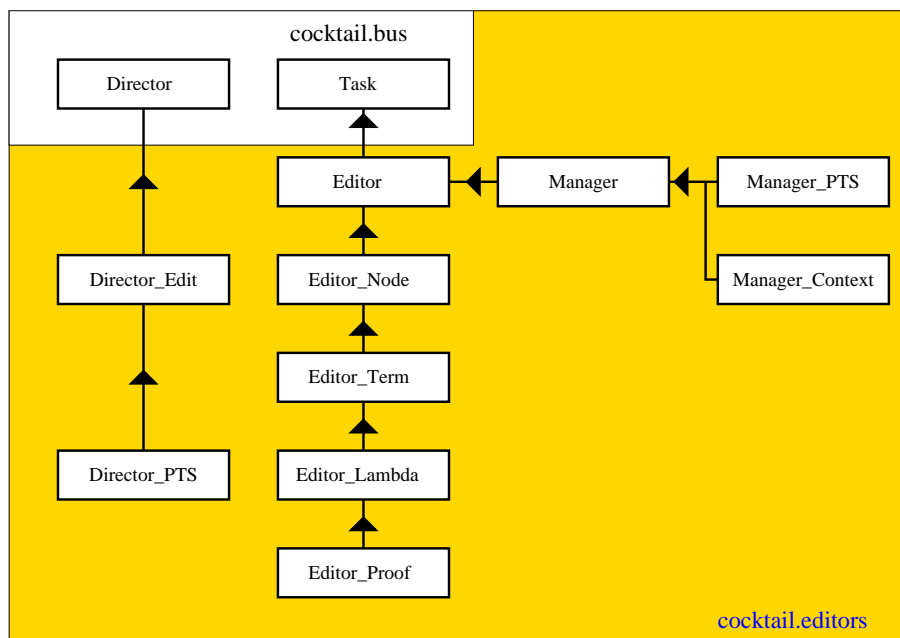 cocktail.bus
Director
Task
Editor
Manager
Manager_PTS
Director_Edit
Editor_Node
Manager_Context
Editor_Term
Director_PTS
Editor_Lambda
Editor_Proof
cocktail.editors